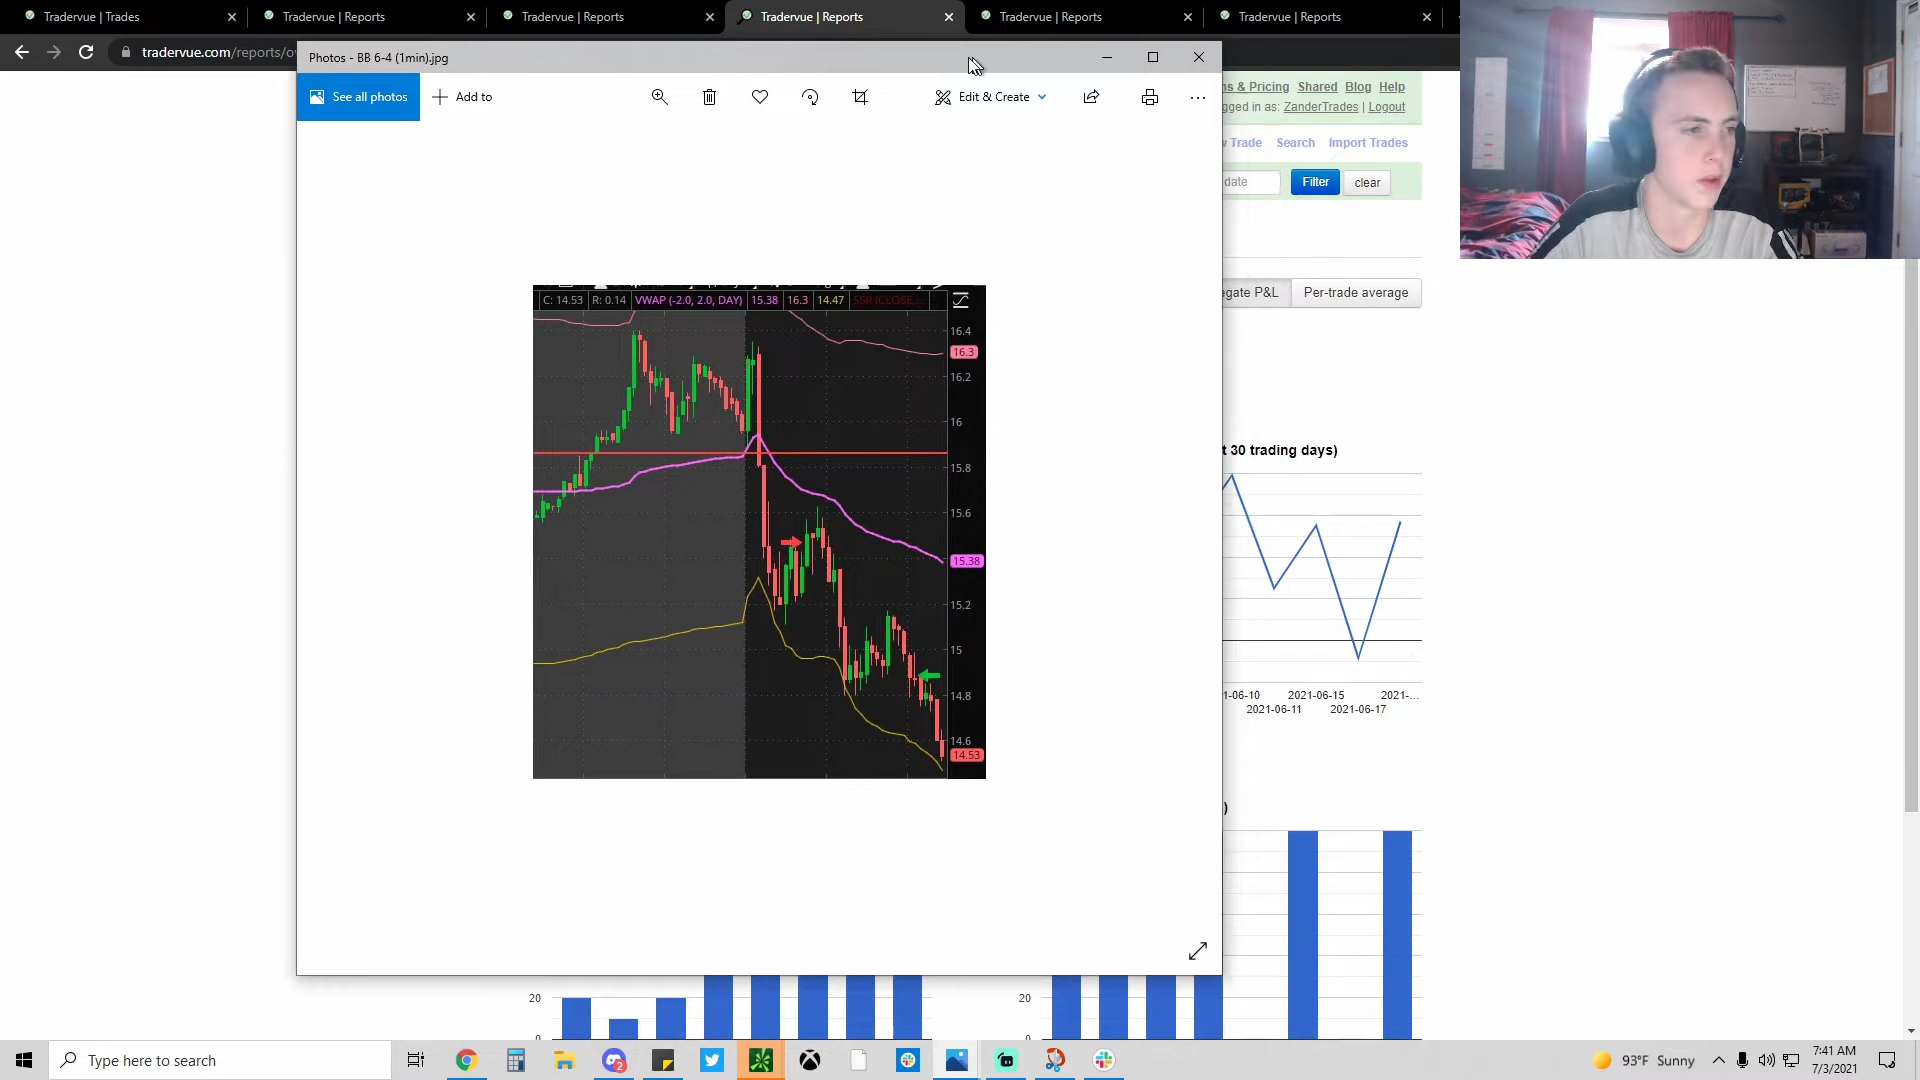 Tradervue | Trades
Tradervue | Reports
Tradervue | Reports
Tradervue | Reports
Tradervue | Reports
Tradervue | Reports
tradervue.com/reports/ov
Photos - BB 6-4 (1min).jpg
See all photos
Add to
Edit & Create
& Pricing Shared Blog Help
gged in as: ZanderTrades | Logout
Trade Search Import Trades
date
Filter
clear
egate P&L
Per-trade average
C: 14.53 R: 0.14 VWAP (-2.0, 2.0, DAY) 15.38 16.3 14.47 SSR (CLOSE,...
16.4
16.3
16.2
16
15.8
15.6
15.38
15.2
15
14.8
14.6
14.53
t 30 trading days)
1-06-10
2021-06-11
2021-06-15
2021-06-17
2021-...
)
20
0
20
0
Type here to search
2
93°F Sunny
7:41 AM
7/3/2021